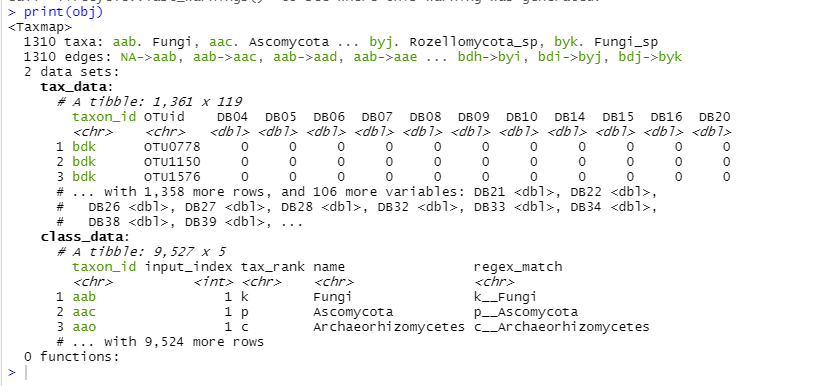 > print(obj)
<Taxmap>
  1310 taxa: aab. Fungi, aac. Ascomycota ... byj. Rozellomycota_sp, byk. Fungi_sp
  1310 edges: NA->aab, aab->aac, aab->aad, aab->aae ... bdh->byi, bdi->byj, bdj->byk
  2 data sets:
    tax_data:
      # A tibble: 1,361 x 119
        taxon_id OTUid    DB04  DB05  DB06  DB07  DB08  DB09  DB10  DB14  DB15  DB16  DB20
        <chr>    <chr>   <dbl> <dbl> <dbl> <dbl> <dbl> <dbl> <dbl> <dbl> <dbl> <dbl> <dbl>
      1 bdk      OTU0778     0     0     0     0     0     0     0     0     0     0     0
      2 bdk      OTU1150     0     0     0     0     0     0     0     0     0     0     0
      3 bdk      OTU1576     0     0     0     0     0     0     0     0     0     0     0
      # ... with 1,358 more rows, and 106 more variables: DB21 <dbl>, DB22 <dbl>,
      #   DB26 <dbl>, DB27 <dbl>, DB28 <dbl>, DB32 <dbl>, DB33 <dbl>, DB34 <dbl>,
      #   DB38 <dbl>, DB39 <dbl>, ...
    class_data:
      # A tibble: 9,527 x 5
        taxon_id input_index tax_rank name               regex_match
        <chr>          <int> <chr>    <chr>              <chr>
      1 aab                1 k        Fungi              k__Fungi
      2 aac                1 p        Ascomycota         p__Ascomycota
      3 aao                1 c        Archaeorhizomycetes c__Archaeorhizomycetes
      # ... with 9,524 more rows
  0 functions:
>